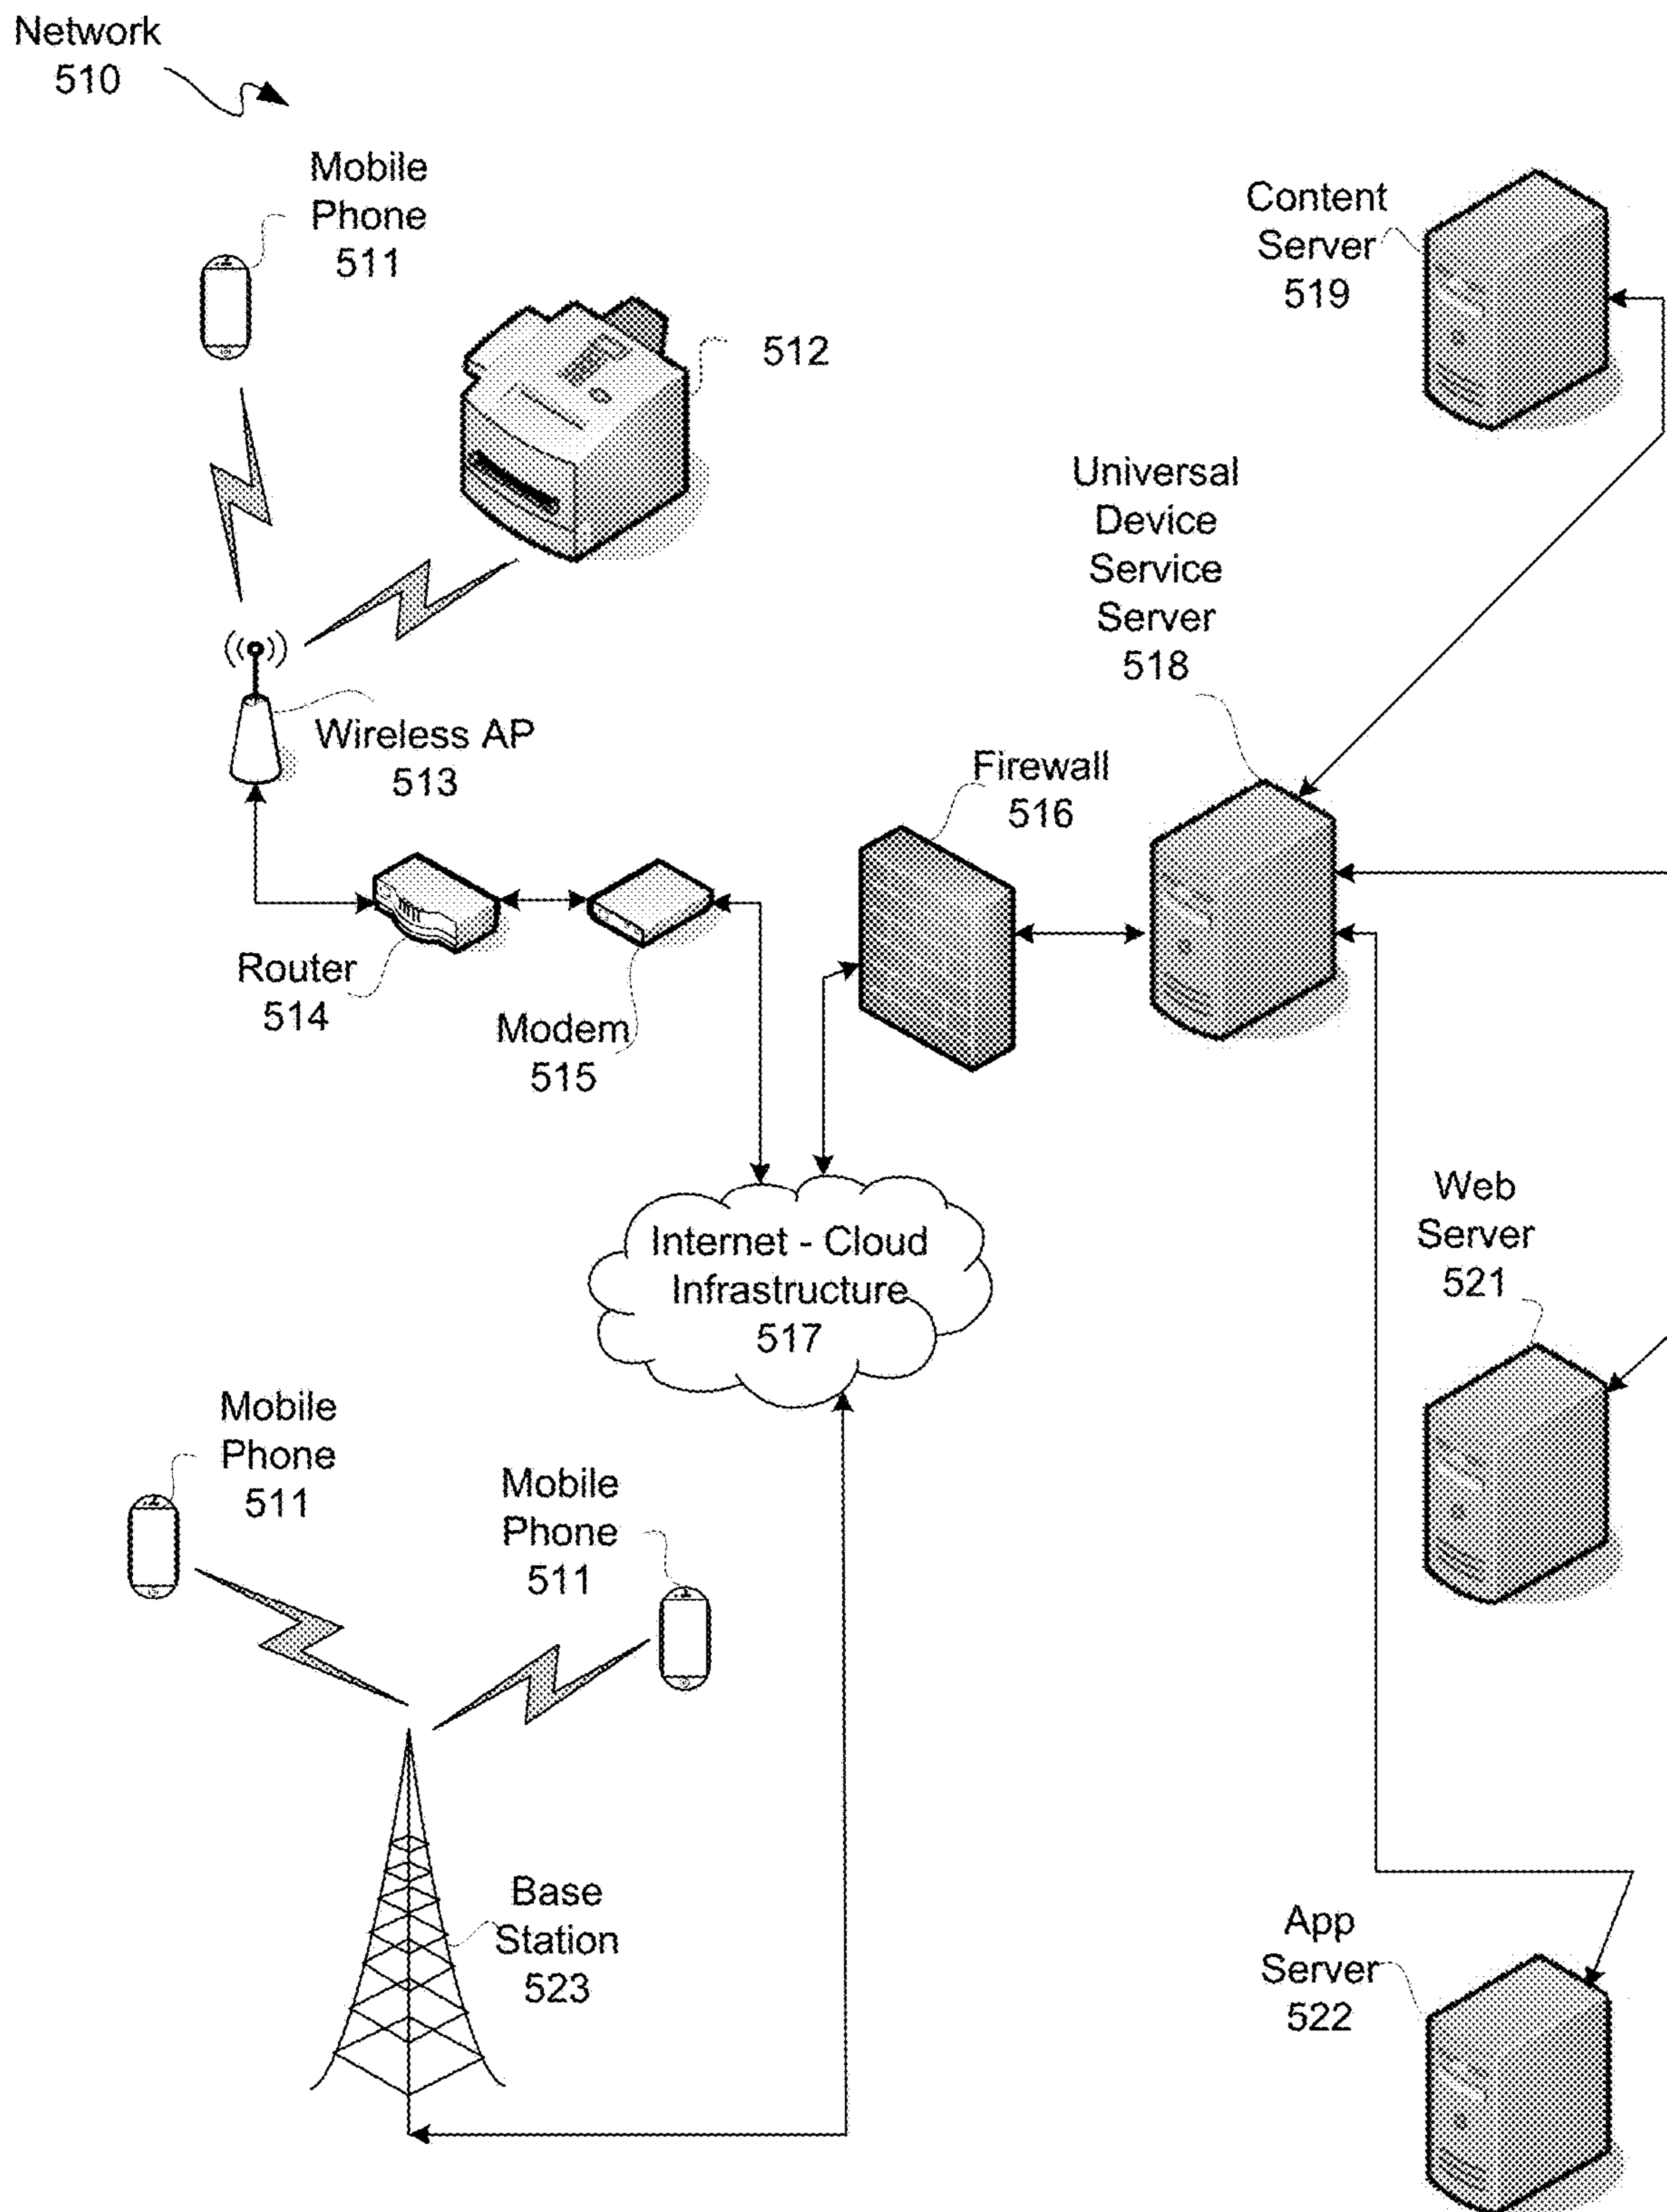 Network
510
Mobile
Phone
511
512
Content
Server
519
Universal
Device
Service
Server
518
Wireless AP
513
Firewall
516
Router
514
Modem
515
Internet - Cloud
Infrastructure
517
Web
Server
521
Mobile
Phone
511
Mobile
Phone
511
Base
Station
523
App
Server
522